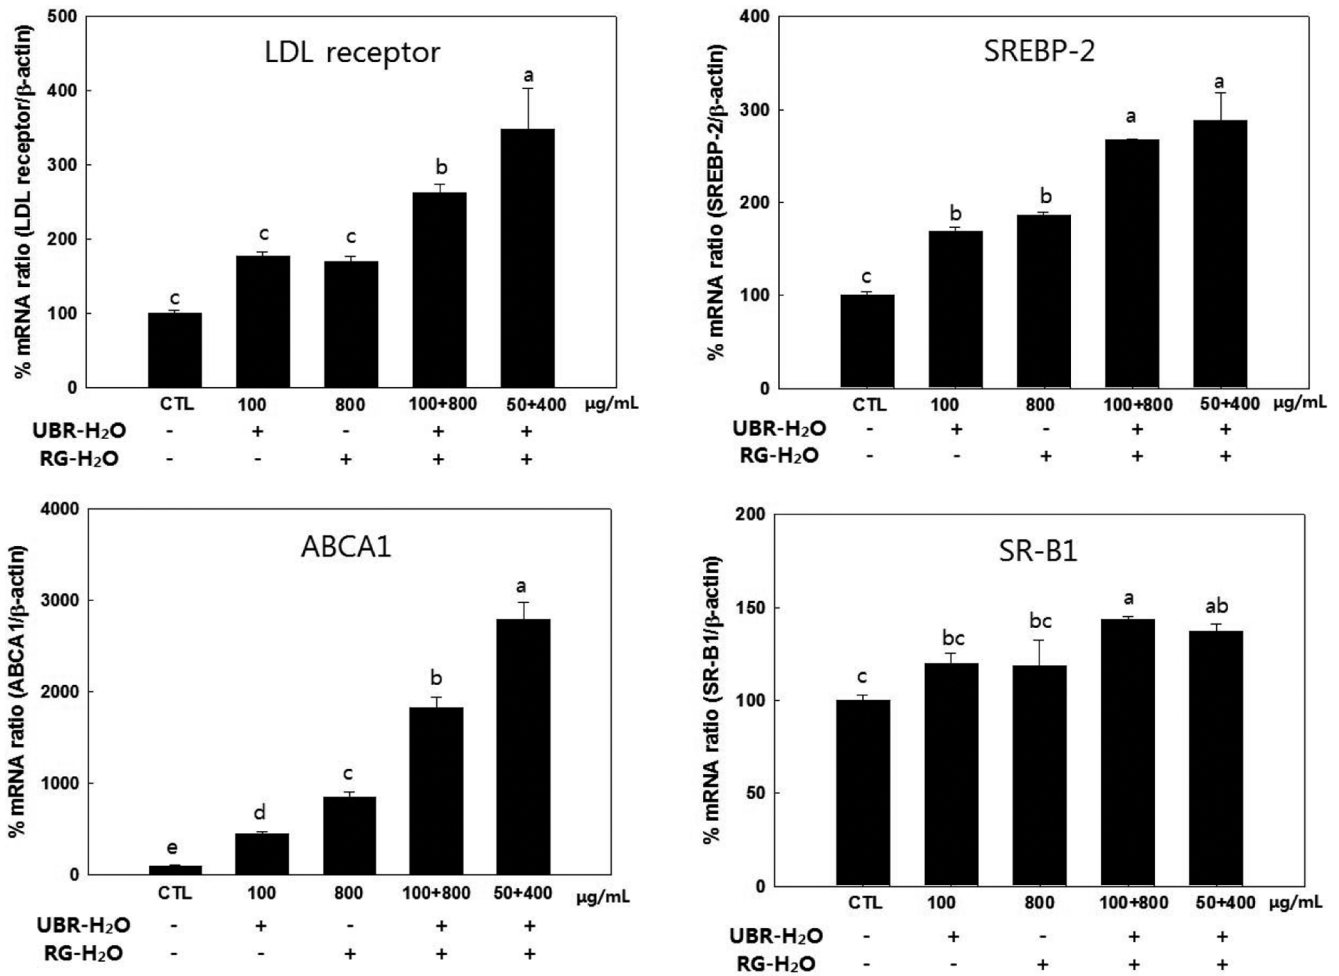 LDL receptor
% mRNA ratio (LDL receptor/β-actin)
500
400
300
200
100
0
c
c
c
b
a
CTL 100 800 100+800 50+400 μg/mL
UBR-H₂O - + - + +
RG-H₂O - - + + +
SREBP-2
% mRNA ratio (SREBP-2/β-actin)
400
300
200
100
0
c
b
b
a
a
CTL 100 800 100+800 50+400 μg/mL
UBR-H₂O - + - + +
RG-H₂O - - + + +
ABCA1
% mRNA ratio (ABCA1/β-actin)
4000
3000
2000
1000
0
e
d
c
b
a
CTL 100 800 100+800 50+400 μg/mL
UBR-H₂O - + - + +
RG-H₂O - - + + +
SR-B1
% mRNA ratio (SR-B1/β-actin)
200
150
100
50
0
c
bc
bc
a
ab
CTL 100 800 100+800 50+400 μg/mL
UBR-H₂O - + - + +
RG-H₂O - - + + +